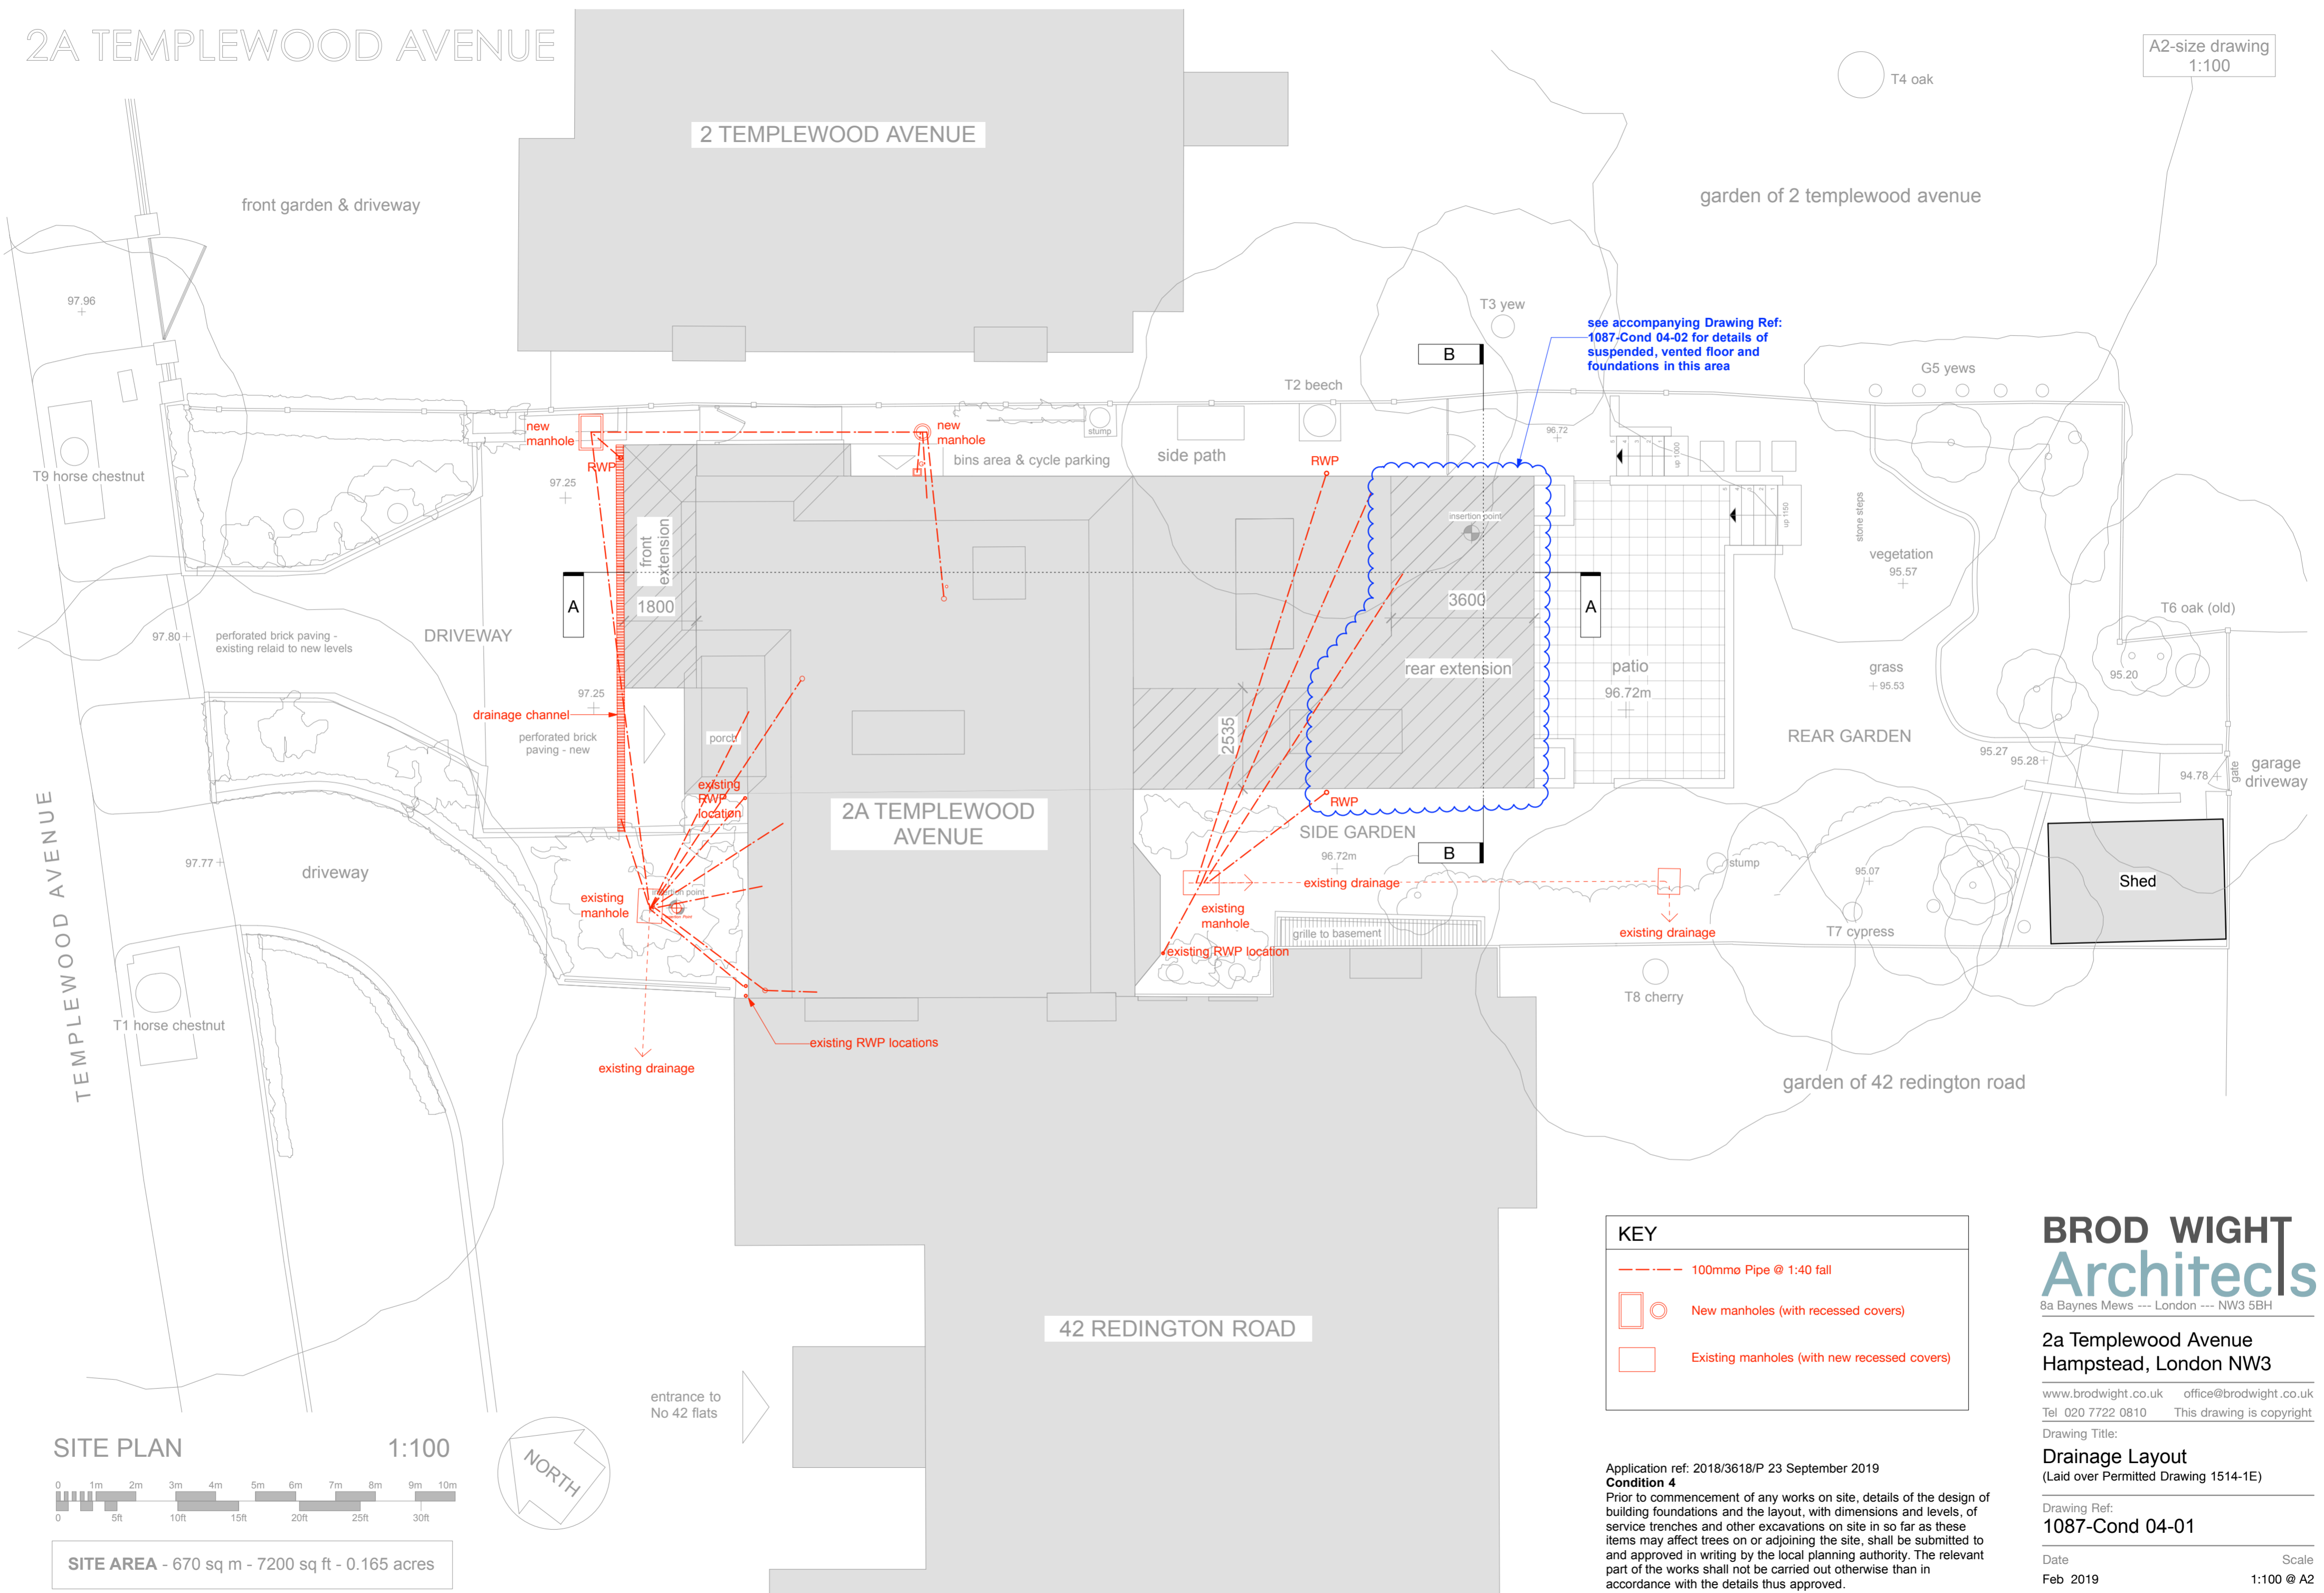 2A TEMPLEWOOD AVENUE
A2-size drawing
1:100
T4 oak
2 TEMPLEWOOD AVENUE
front garden & driveway
garden of 2 templewood avenue
97.96
T3 yew
see accompanying Drawing Ref:
1087-Cond 04-02 for details of
suspended, vented floor and
foundations in this area
B
G5 yews
T2 beech
new
manhole
new
manhole
stump
96.72
up 1000
bins area & cycle parking
side path
RWP
RWP
T9 horse chestnut
97.25
insertion point
up 1150
stone steps
front
extension
vegetation
95.57
A
1800
3600
A
T6 oak (old)
97.80
perforated brick paving -
existing relaid to new levels
DRIVEWAY
rear extension
patio
96.72m
grass
95.53
95.20
97.25
drainage channel
perforated brick
paving - new
porch
2535
REAR GARDEN
95.27
95.28
94.78
gate
garage
driveway
existing
RWP
location
2A TEMPLEWOOD
AVENUE
RWP
SIDE GARDEN
96.72m
B
TEMPLEWOOD AVENUE
97.77
driveway
stump
95.07
Shed
existing
manhole
insertion point
existing drainage
existing
manhole
grille to basement
existing drainage
T7 cypress
existing RWP location
T8 cherry
T1 horse chestnut
existing RWP locations
existing drainage
garden of 42 redington road
KEY
100mmø Pipe @ 1:40 fall
New manholes (with recessed covers)
Existing manholes (with new recessed covers)
42 REDINGTON ROAD
entrance to
No 42 flats
SITE PLAN 1:100
0 1m 2m 3m 4m 5m 6m 7m 8m 9m 10m
0 5ft 10ft 15ft 20ft 25ft 30ft
NORTH
SITE AREA - 670 sq m - 7200 sq ft - 0.165 acres
Application ref: 2018/3618/P 23 September 2019
Condition 4
Prior to commencement of any works on site, details of the design of
building foundations and the layout, with dimensions and levels, of
service trenches and other excavations on site in so far as these
items may affect trees on or adjoining the site, shall be submitted to
and approved in writing by the local planning authority. The relevant
part of the works shall not be carried out otherwise than in
accordance with the details thus approved.
BROD WIGHT
Architects
8a Baynes Mews --- London --- NW3 5BH
2a Templewood Avenue
Hampstead, London NW3
www.brodwight.co.uk office@brodwight.co.uk
Tel 020 7722 0810 This drawing is copyright
Drawing Title:
Drainage Layout
(Laid over Permitted Drawing 1514-1E)
Drawing Ref:
1087-Cond 04-01
Date Scale
Feb 2019 1:100 @ A2